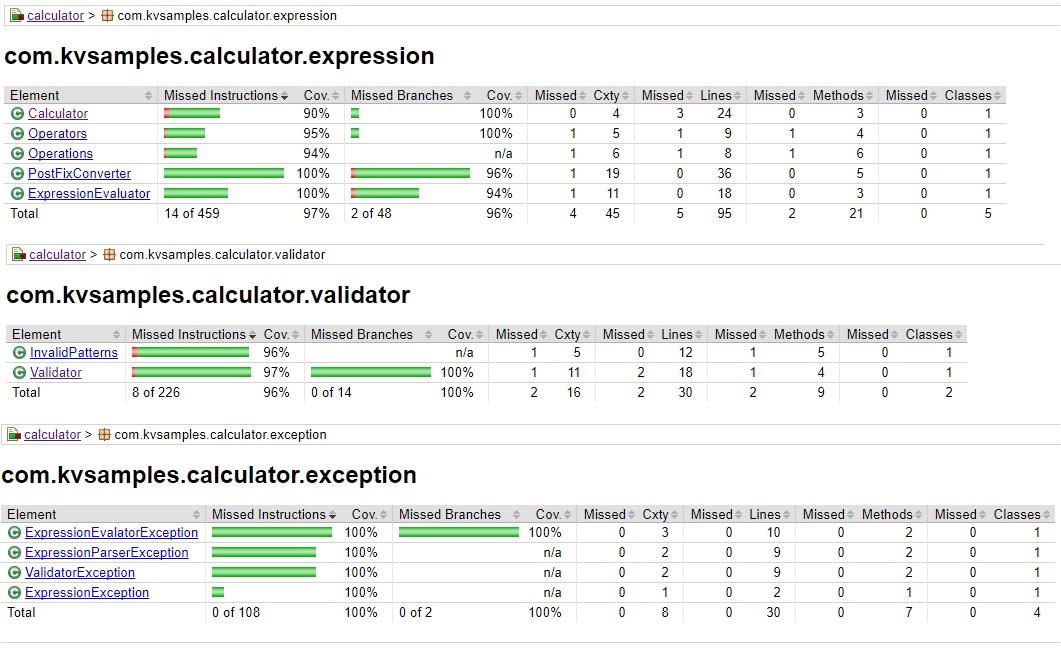 calculator > com.kvsamples.calculator.expression
com.kvsamples.calculator.expression
Element Missed Instructions Cov. Missed Branches Cov. Missed Cxty Missed Lines Missed Methods Missed Classes
Calculator 90% 100% 0 4 3 24 0 3 0 1
Operators 95% 100% 1 5 1 9 1 4 0 1
Operations 94% n/a 1 6 1 8 1 6 0 1
PostFixConverter 100% 96% 1 19 0 36 0 5 0 1
ExpressionEvaluator 100% 94% 1 11 0 18 0 3 0 1
Total 14 of 459 97% 2 of 48 96% 4 45 5 95 2 21 0 5
calculator > com.kvsamples.calculator.validator
com.kvsamples.calculator.validator
Element Missed Instructions Cov. Missed Branches Cov. Missed Cxty Missed Lines Missed Methods Missed Classes
InvalidPatterns 96% n/a 1 5 0 12 1 5 0 1
Validator 97% 100% 1 11 2 18 1 4 0 1
Total 8 of 226 96% 0 of 14 100% 2 16 2 30 2 9 0 2
calculator > com.kvsamples.calculator.exception
com.kvsamples.calculator.exception
Element Missed Instructions Cov. Missed Branches Cov. Missed Cxty Missed Lines Missed Methods Missed Classes
ExpressionEvalatorException 100% 100% 0 3 0 10 0 2 0 1
ExpressionParserException 100% n/a 0 2 0 9 0 2 0 1
ValidatorException 100% n/a 0 2 0 9 0 2 0 1
ExpressionException 100% n/a 0 1 0 2 0 1 0 1
Total 0 of 108 100% 0 of 2 100% 0 8 0 30 0 7 0 4